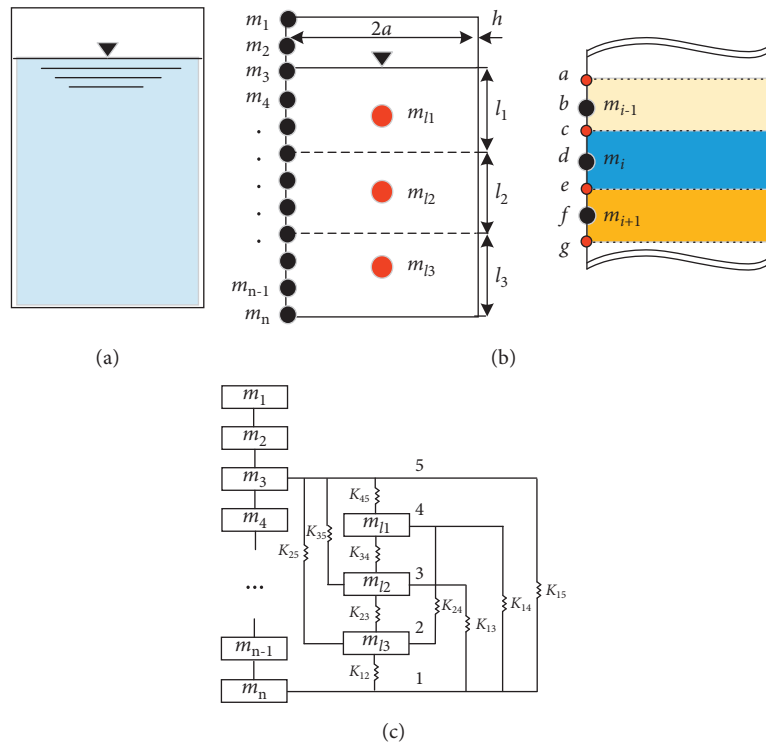 m₁
m₂
m₃
m₄
.
.
.
.
.
mₙ₋₁
mₙ
2a
h
mₗ₁
mₗ₂
mₗ₃
l₁
l₂
l₃
a
b
c
d
e
f
g
mᵢ₋₁
mᵢ
mᵢ₊₁
(a)
(b)
m₁
m₂
m₃
m₄
...
mₙ₋₁
mₙ
5
K₄₅
4
mₗ₁
K₂₅
K₃₅
K₃₄
3
mₗ₂
K₂₃
K₂₄
K₁₃
K₁₄
K₁₅
2
mₗ₃
K₁₂
1
(c)